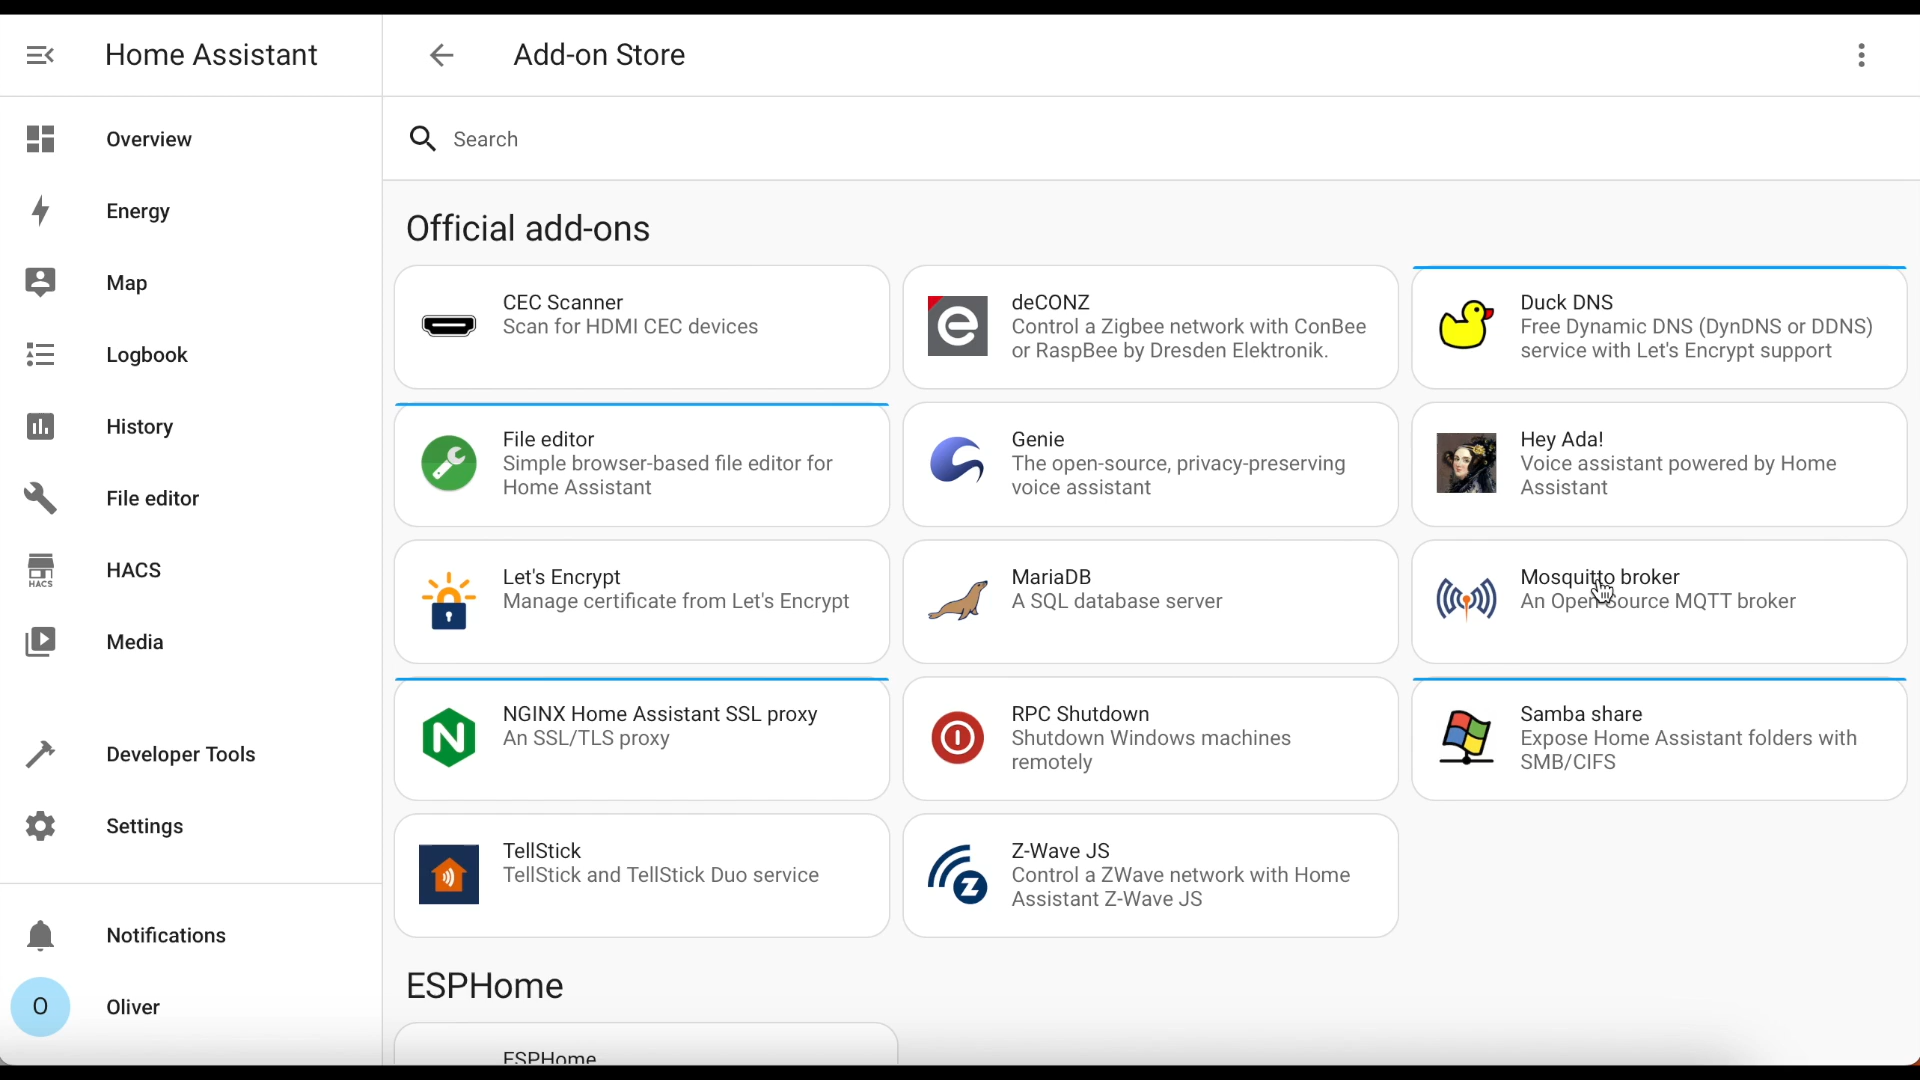 Home Assistant
Add-on Store
Overview
Energy
Map
Logbook
History
File editor
HACS
HACS
Media
Developer Tools
Settings
Notifications
O
Oliver
Search
Official add-ons
CEC Scanner
Scan for HDMI CEC devices
deCONZ
Control a Zigbee network with ConBee
or RaspBee by Dresden Elektronik.
Duck DNS
Free Dynamic DNS (DynDNS or DDNS)
service with Let's Encrypt support
File editor
Simple browser-based file editor for
Home Assistant
Genie
The open-source, privacy-preserving
voice assistant
Hey Ada!
Voice assistant powered by Home
Assistant
Let's Encrypt
Manage certificate from Let's Encrypt
MariaDB
A SQL database server
Mosquitto broker
An Open-Source MQTT broker
N
NGINX Home Assistant SSL proxy
An SSL/TLS proxy
RPC Shutdown
Shutdown Windows machines
remotely
Samba share
Expose Home Assistant folders with
SMB/CIFS
TellStick
TellStick and TellStick Duo service
Z
Z-Wave JS
Control a ZWave network with Home
Assistant Z-Wave JS
ESPHome
ESPHome